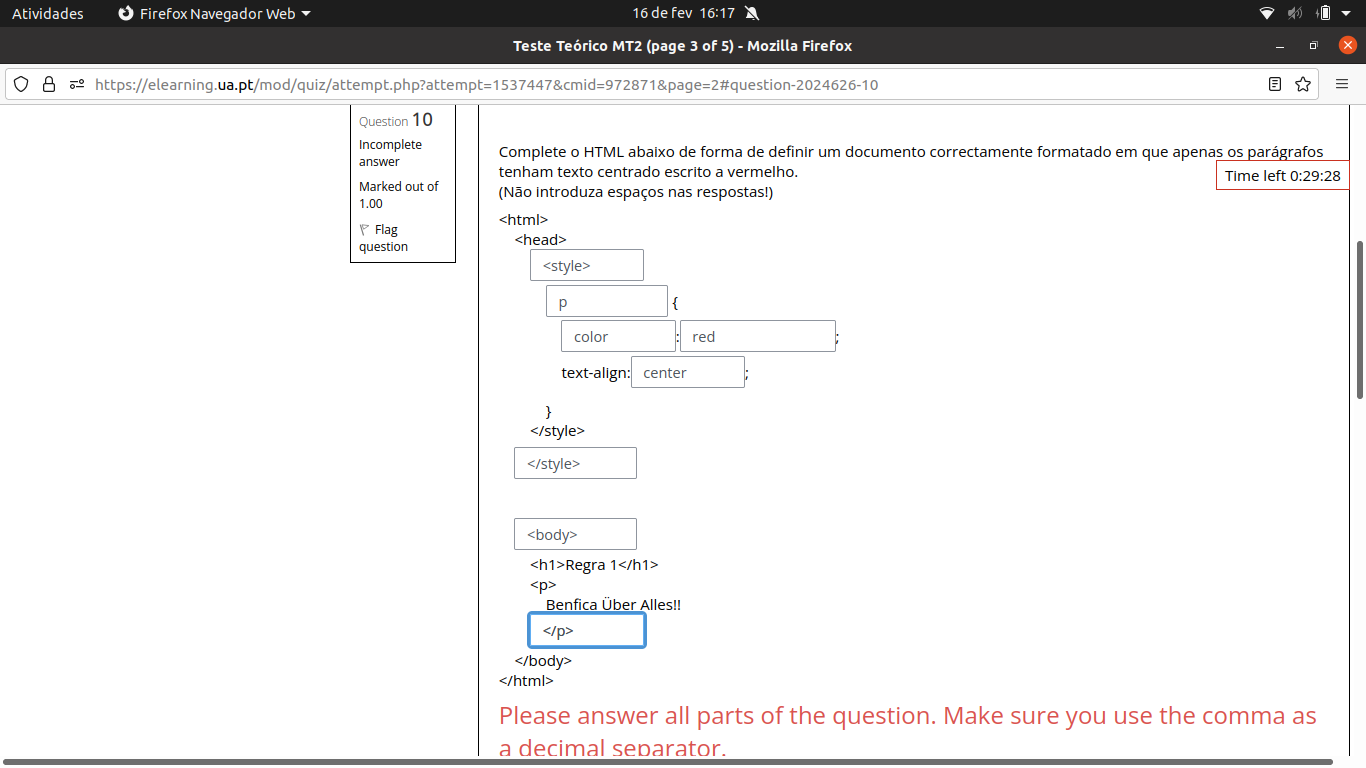 Atividades Firefox Navegador Web 16 de fev 16:17
Teste Teórico MT2 (page 3 of 5) - Mozilla Firefox
https://elearning.ua.pt/mod/quiz/attempt.php?attempt=1537447&cmid=972871&page=2#question-2024626-10
Question 10
Incomplete
answer
Marked out of
1.00
Flag
question
Complete o HTML abaixo de forma de definir um documento correctamente formatado em que apenas os parágrafos
tenham texto centrado escrito a vermelho.
Time left 0:29:28
(Não introduza espaços nas respostas!)
<html>
<head>
<style>
p {
color : red ;
text-align: center ;
}
</style>
</style>
<body>
<h1>Regra 1</h1>
<p>
Benfica Über Alles!!
</p>
</body>
</html>
Please answer all parts of the question. Make sure you use the comma as
a decimal separator.